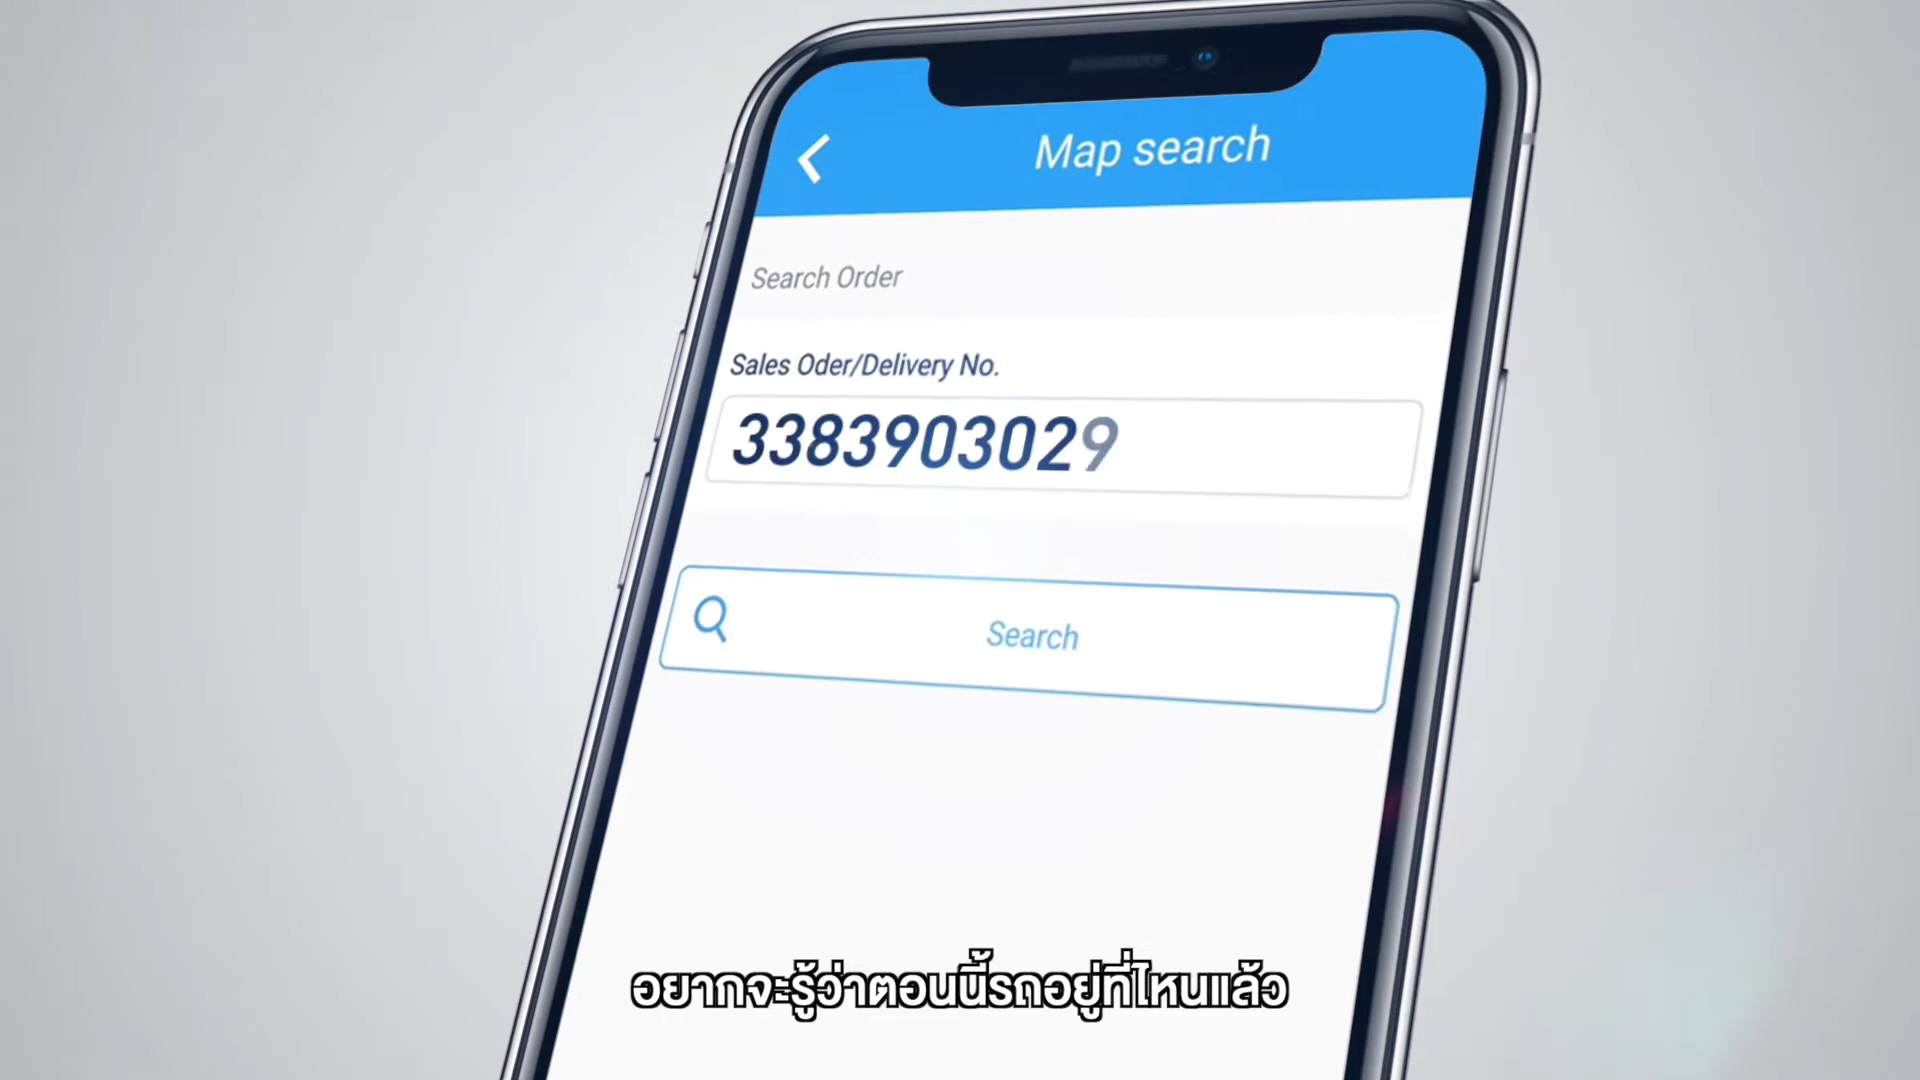 Map search
Search Order
Sales Oder/Delivery No.
3383903029
Search
อยากจะรู้ว่าตอนนี้รถอยู่ที่ไหนแล้ว